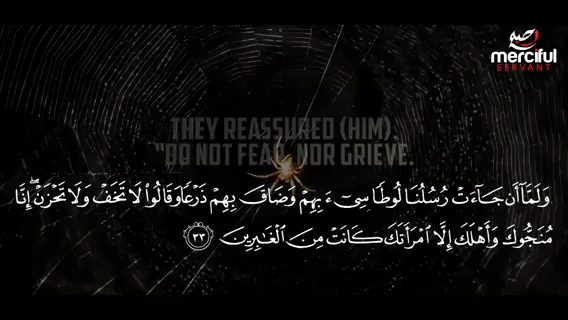 حمه
merciful
SERVANT
THEY REASSURED (HIM),
"DO NOT FEAR, NOR GRIEVE.
وَلَمَّآ أَن جَآءَتْ رُسُلُنَا لُوطًا سِىٓءَ بِهِمْ وَضَاقَ بِهِمْ ذَرْعًا وَقَالُوا۟ لَا تَخَفْ وَلَا تَحْزَنْ ۖ إِنَّا
مُنَجُّوكَ وَأَهْلَكَ إِلَّا ٱمْرَأَتَكَ كَانَتْ مِنَ ٱلْغَٰبِرِينَ ٣٣